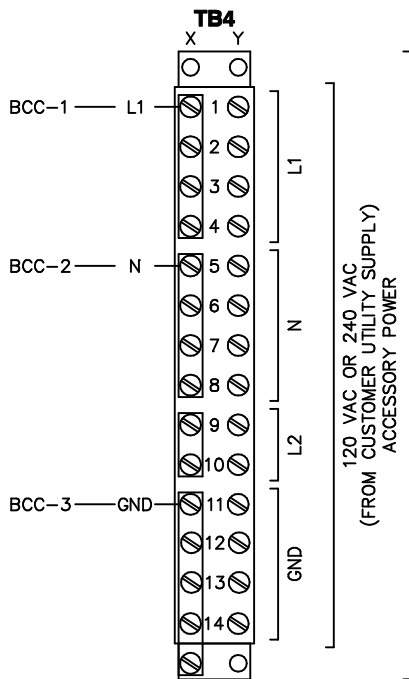 TB4
X Y
BCC-1 L1 1
2
3
4
L1
BCC-2 N 5
6
7
8
N
9
10
L2
BCC-3 GND 11
12
13
14
GND
120 VAC OR 240 VAC
(FROM CUSTOMER UTILITY SUPPLY)
ACCESSORY POWER